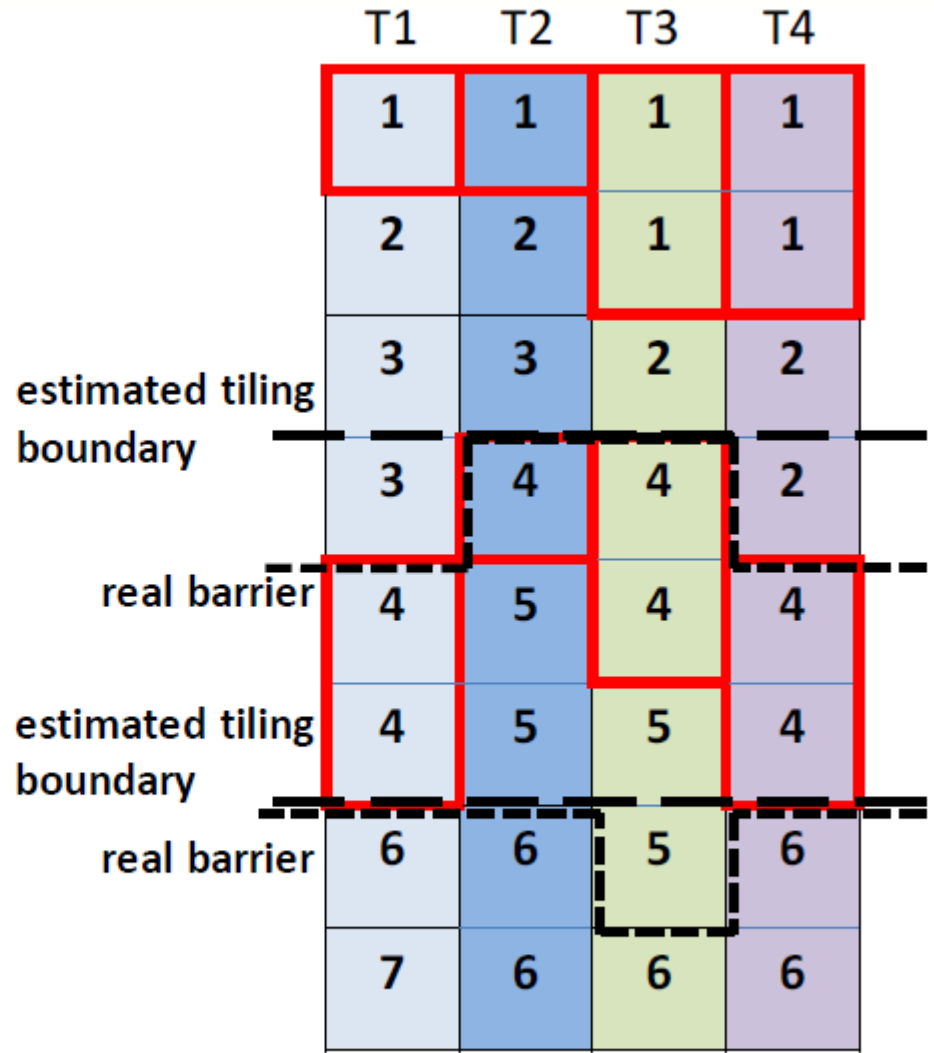 T1 T2 T3 T4
1 1 1 1
2 2 1 1
3 3 2 2
estimated tiling
boundary
3 4 4 2
real barrier
4 5 4 4
estimated tiling
boundary
4 5 5 4
real barrier
6 6 5 6
7 6 6 6